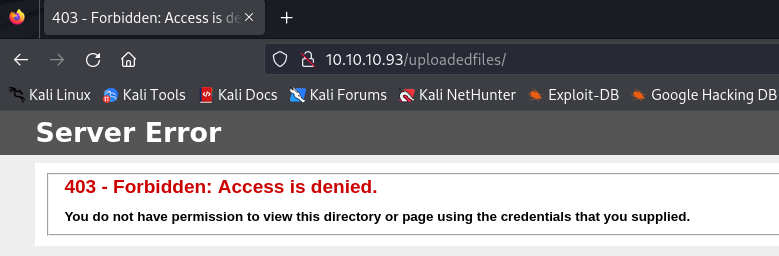 403 - Forbidden: Access is de
10.10.10.93/uploadedfiles/
Kali Linux Kali Tools Kali Docs Kali Forums Kali NetHunter Exploit-DB Google Hacking DB
Server Error
403 - Forbidden: Access is denied.
You do not have permission to view this directory or page using the credentials that you supplied.